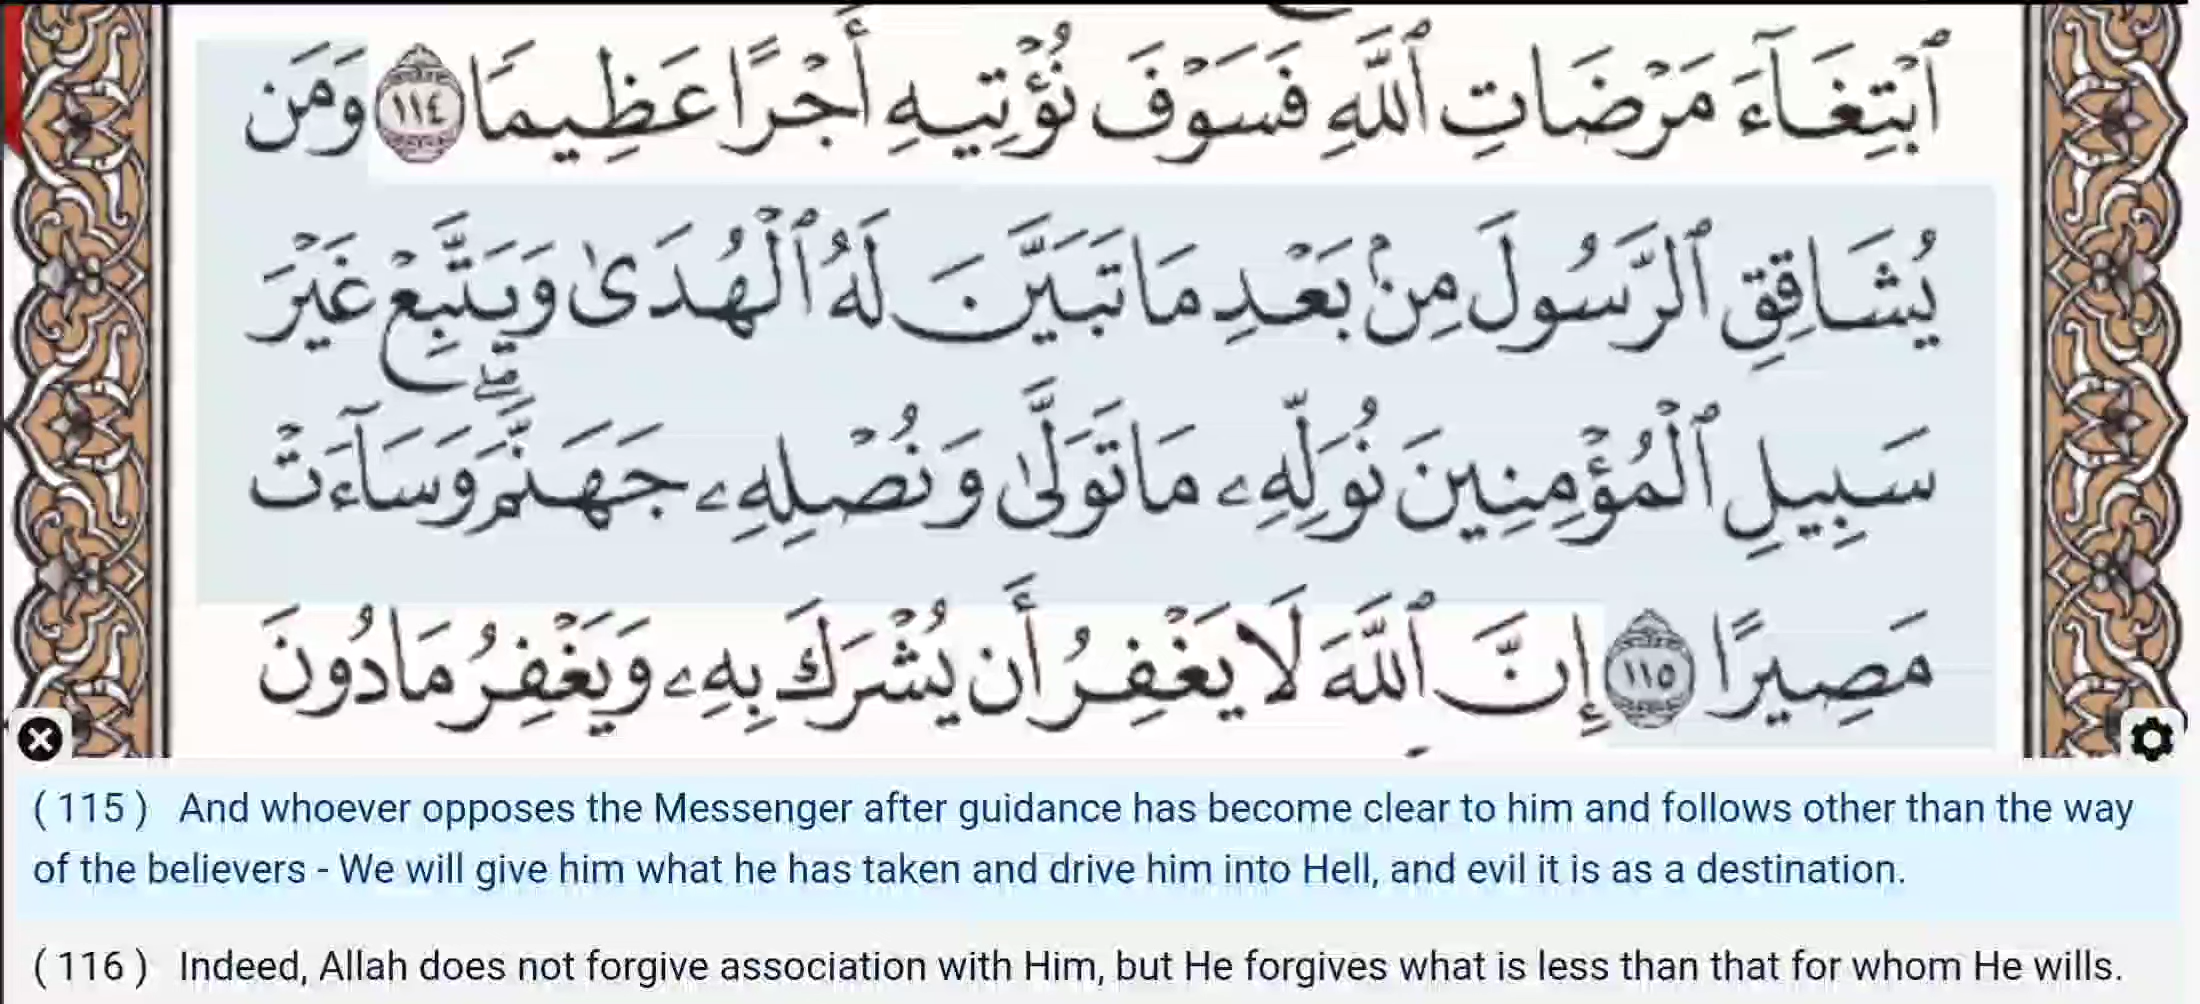 ٱبۡتِغَآءَ مَرۡضَاتِ ٱللَّهِ فَسَوۡفَ نُؤۡتِيهِ أَجۡرًا عَظِيمٗا ١١٤ وَمَن
يُشَاقِقِ ٱلرَّسُولَ مِنۢ بَعۡدِ مَا تَبَيَّنَ لَهُ ٱلۡهُدَىٰ وَيَتَّبِعۡ غَيۡرَ
سَبِيلِ ٱلۡمُؤۡمِنِينَ نُوَلِّهِۦ مَا تَوَلَّىٰ وَنُصۡلِهِۦ جَهَنَّمَۖ وَسَآءَتۡ
مَصِيرًا ١١٥ إِنَّ ٱللَّهَ لَا يَغۡفِرُ أَن يُشۡرَكَ بِهِۦ وَيَغۡفِرُ مَا دُونَ
( 115 ) And whoever opposes the Messenger after guidance has become clear to him and follows other than the way
of the believers - We will give him what he has taken and drive him into Hell, and evil it is as a destination.
( 116 ) Indeed, Allah does not forgive association with Him, but He forgives what is less than that for whom He wills.